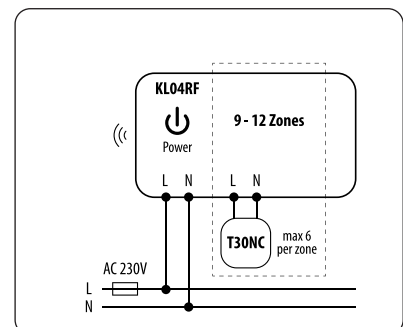 KL04RF
Power
9 - 12 Zones
L N L N
T30NC
max 6
per zone
AC 230V
L
N